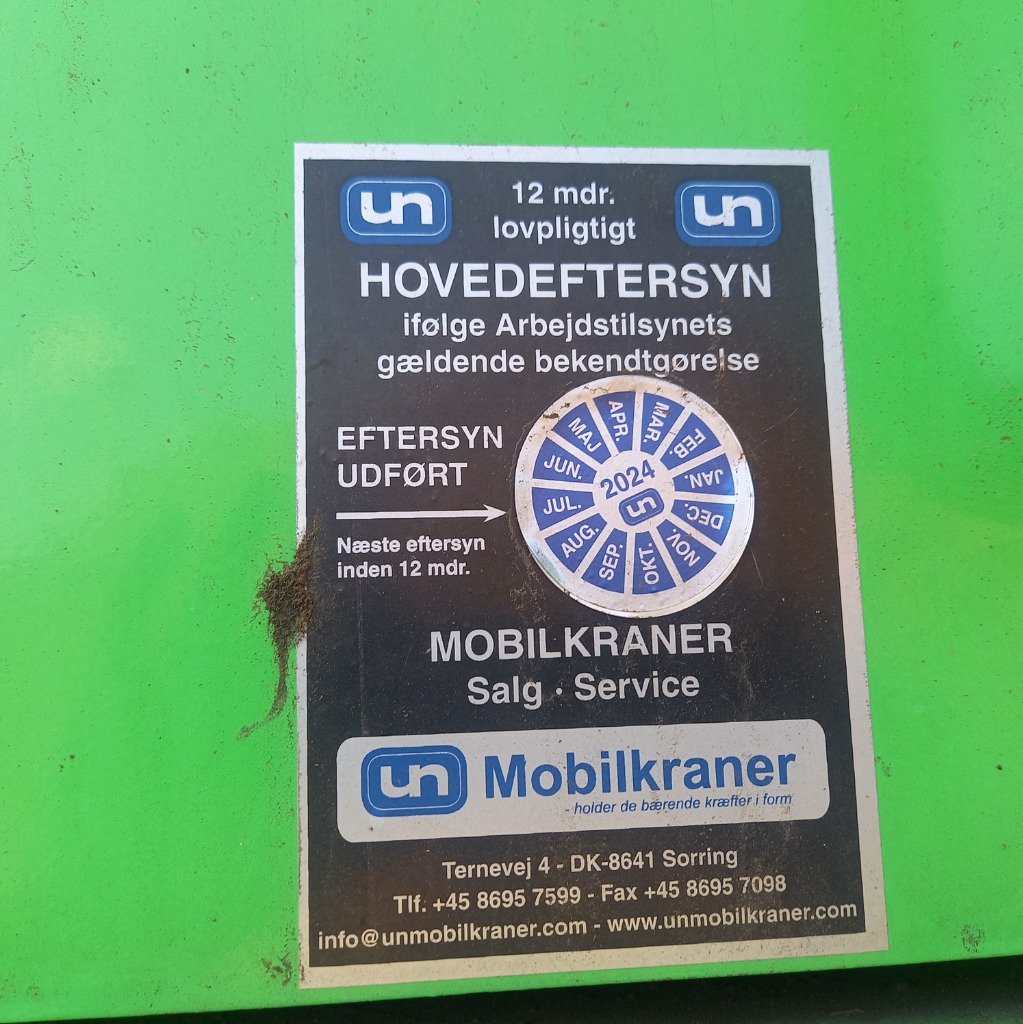 un
12 mdr.
un
lovpligtigt
HOVEDEFTERSYN
ifølge Arbejdstilsynets
gældende bekendtgørelse
EFTERSYN
UDFØRT
Næste eftersyn
inden 12 mdr.
JAN.
FEB.
MAR.
APR.
MAJ
JUN.
JUL.
AUG.
SEP.
OKT.
NOV.
DEC.
2024
un
MOBILKRANER
Salg · Service
un Mobilkraner
- holder de bærende kræfter i form
Ternevej 4 - DK-8641 Sorring
Tlf. +45 8695 7599 - Fax +45 8695 7098
info@unmobilkraner.com - www.unmobilkraner.com